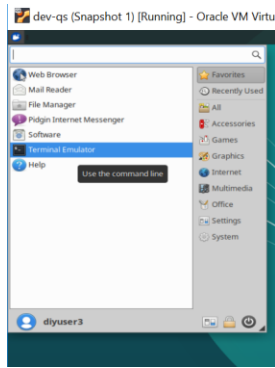 dev-qs (Snapshot 1) [Running] - Oracle VM Virtu
Web Browser
Mail Reader
File Manager
Pidgin Internet Messenger
Software
Terminal Emulator
Help
Use the command line
Favorites
Recently Used
All
Accessories
Games
Graphics
Internet
Multimedia
Office
Settings
System
diyuser3